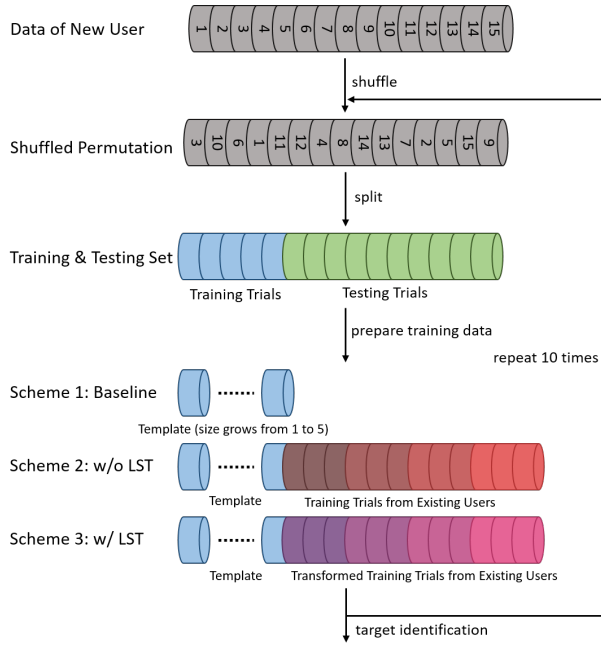 Data of New User
1 2 3 4 5 6 7 8 9 10 11 12 13 14 15
shuffle
Shuffled Permutation
3 10 6 1 11 12 4 8 14 13 7 2 5 15 9
split
Training & Testing Set
Training Trials
Testing Trials
prepare training data
repeat 10 times
Scheme 1: Baseline
Template (size grows from 1 to 5)
Scheme 2: w/o LST
Template
Training Trials from Existing Users
Scheme 3: w/ LST
Template
Transformed Training Trials from Existing Users
target identification